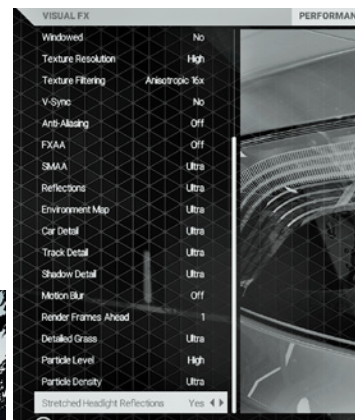 VISUAL FX
PERFORMAN
Windowed No
Texture Resolution High
Texture Filtering Anisotropic 16x
V-Sync No
Anti-Aliasing Off
FXAA Off
SMAA Ultra
Reflections Ultra
Environment Map Ultra
Car Detail Ultra
Track Detail Ultra
Shadow Detail Ultra
Motion Blur Off
Render Frames Ahead 1
Detailed Grass Ultra
Particle Level High
Particle Density Ultra
Stretched Headlight Reflections Yes